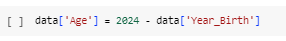 [ ] data['Age'] = 2024 - data['Year_Birth']